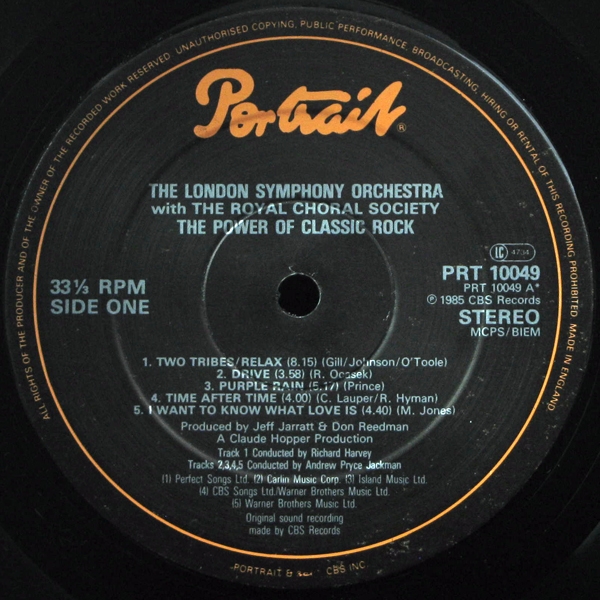 ALL RIGHTS OF THE PRODUCER AND OF THE OWNER OF THE RECORDED WORK RESERVED. UNAUTHORISED COPYING, PUBLIC PERFORMANCE, BROADCASTING, HIRING OR RENTAL OF THIS RECORDING PROHIBITED. MADE IN ENGLAND.
Portrait®
THE LONDON SYMPHONY ORCHESTRA
with THE ROYAL CHORAL SOCIETY
THE POWER OF CLASSIC ROCK
LC 4734
33⅓ RPM
SIDE ONE
PRT 10049
PRT 10049 A*
℗ 1985 CBS Records
STEREO
MCPS/BIEM
1. TWO TRIBES/RELAX (8.15) (Gill/Johnson/O'Toole)
2. DRIVE (3.58) (R. Ocasek)
3. PURPLE RAIN (5.17) (Prince)
4. TIME AFTER TIME (4.00) (C. Lauper/R. Hyman)
5. I WANT TO KNOW WHAT LOVE IS (4.40) (M. Jones)
Produced by Jeff Jarratt & Don Reedman
A Claude Hopper Production
Track 1 Conducted by Richard Harvey
Tracks 2,3,4,5 Conducted by Andrew Pryce Jackman
(1) Perfect Songs Ltd. (2) Carlin Music Corp. (3) Island Music Ltd.
(4) CBS Songs Ltd./Warner Brothers Music Ltd.
(5) Warner Brothers Music Ltd.
Original sound recording
made by CBS Records
PORTRAIT & CBS INC.